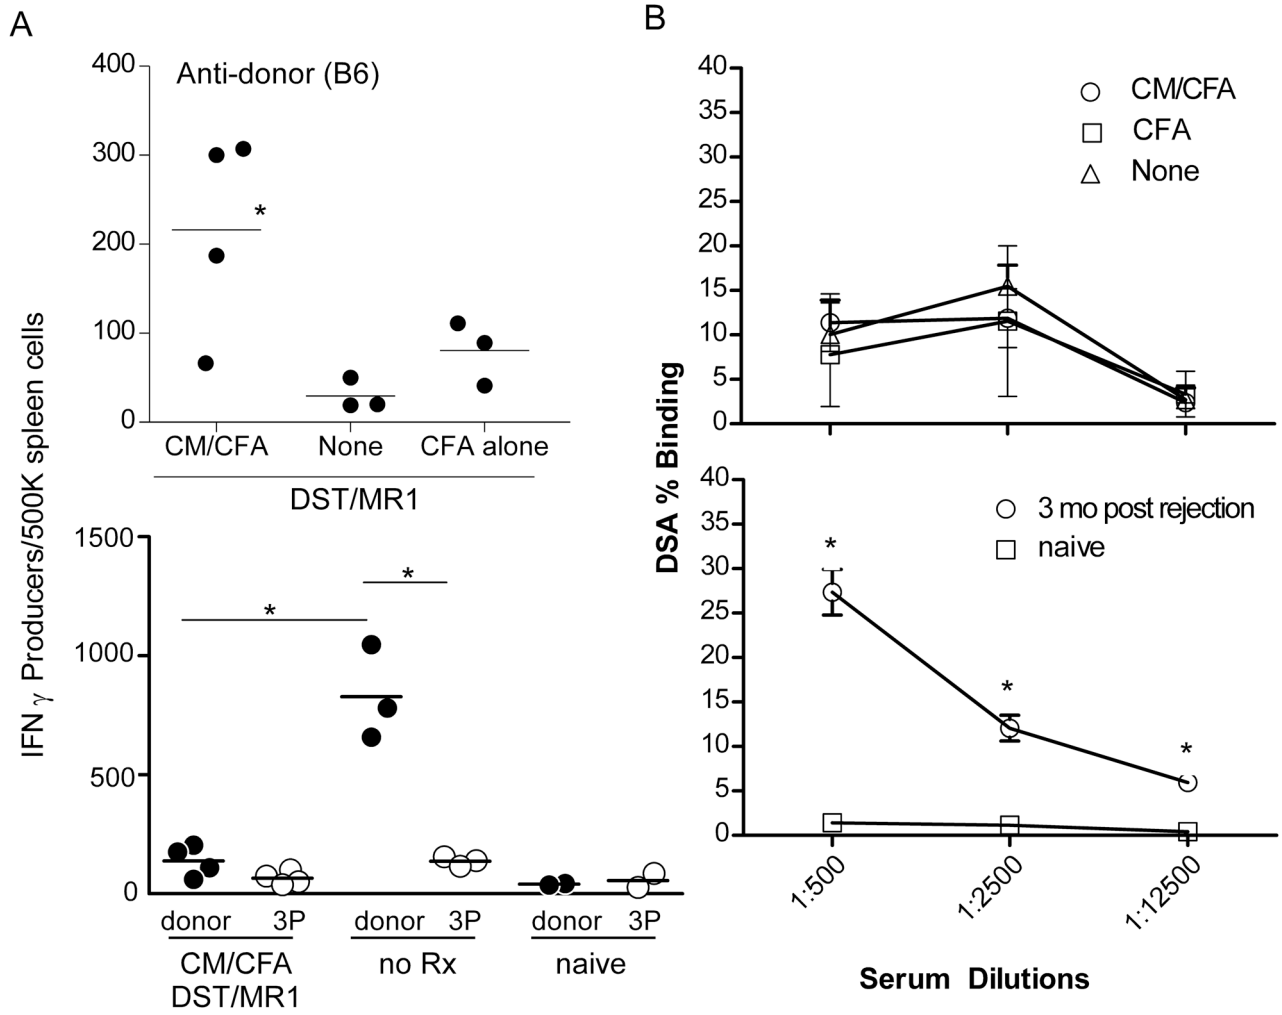 A
IFN γ Producers/500K spleen cells
Anti-donor (B6)
400
300
200
100
0
*
CM/CFA None CFA alone
DST/MR1
1500
1000
500
0
*
*
donor 3P donor 3P donor 3P
CM/CFA no Rx naive
DST/MR1
B
DSA % Binding
40
35
30
25
20
15
10
5
0
CM/CFA
CFA
None
40
35
30
25
20
15
10
5
0
3 mo post rejection
naive
*
*
*
1:500 1:2500 1:12500
Serum Dilutions